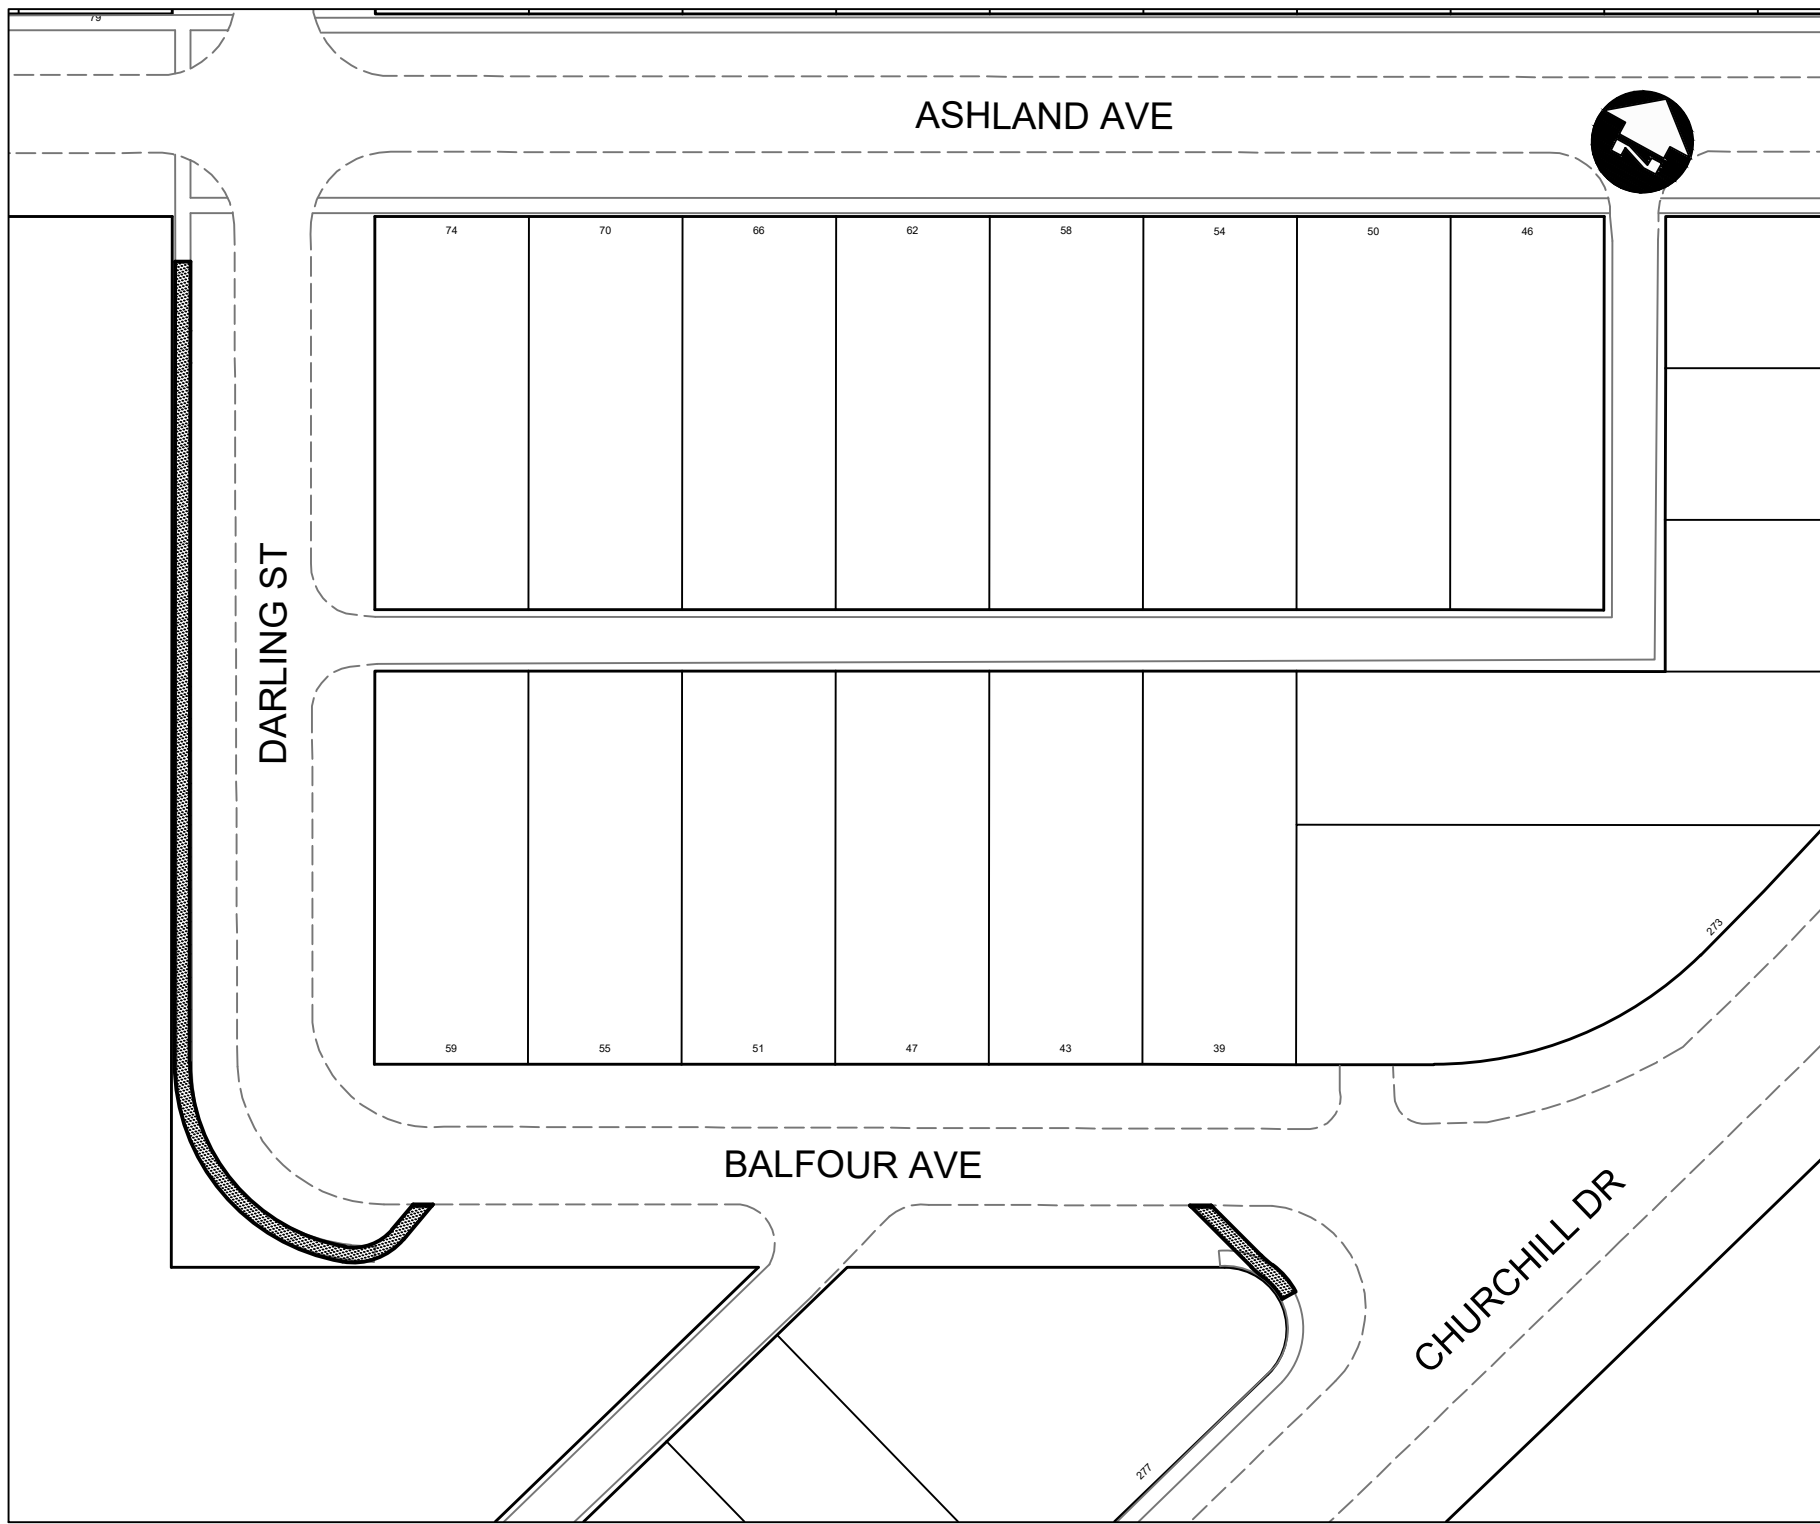 79
ASHLAND AVE
N
74 70 66 62 58 54 50 46
DARLING ST
273
59 55 51 47 43 39
BALFOUR AVE
CHURCHILL DR
277